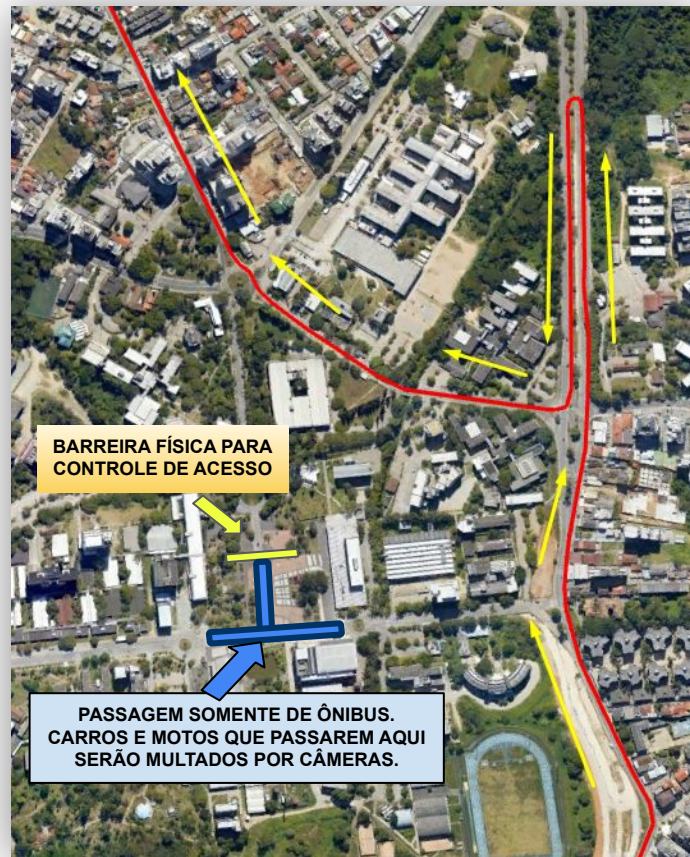 BARREIRA FÍSICA PARA
CONTROLE DE ACESSO
PASSAGEM SOMENTE DE ÔNIBUS.
CARROS E MOTOS QUE PASSAREM AQUI
SERÃO MULTADOS POR CÂMERAS.